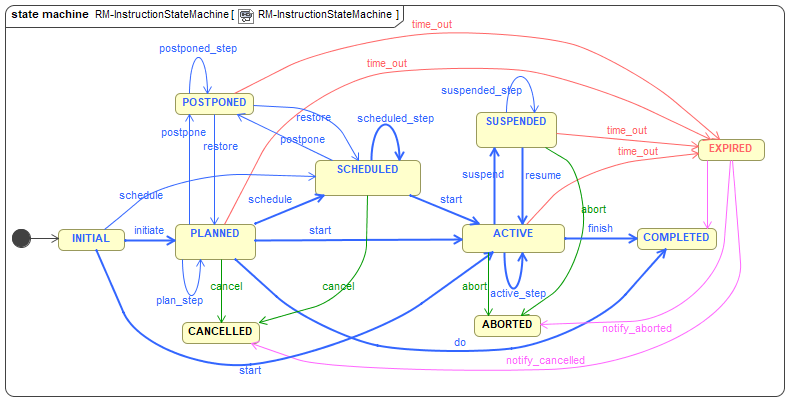 state machine RM-InstructionStateMachine [ RM-InstructionStateMachine ]
time_out
postponed_step
time_out
suspended_step
POSTPONED
restore
scheduled_step
SUSPENDED
postpone
restore
postpone
time_out
EXPIRED
time_out
SCHEDULED
suspend
resume
schedule
schedule
start
abort
INITIAL
initiate
PLANNED
start
ACTIVE
finish
COMPLETED
plan_step
cancel
cancel
abort
active_step
CANCELLED
ABORTED
notify_aborted
do
notify_cancelled
start